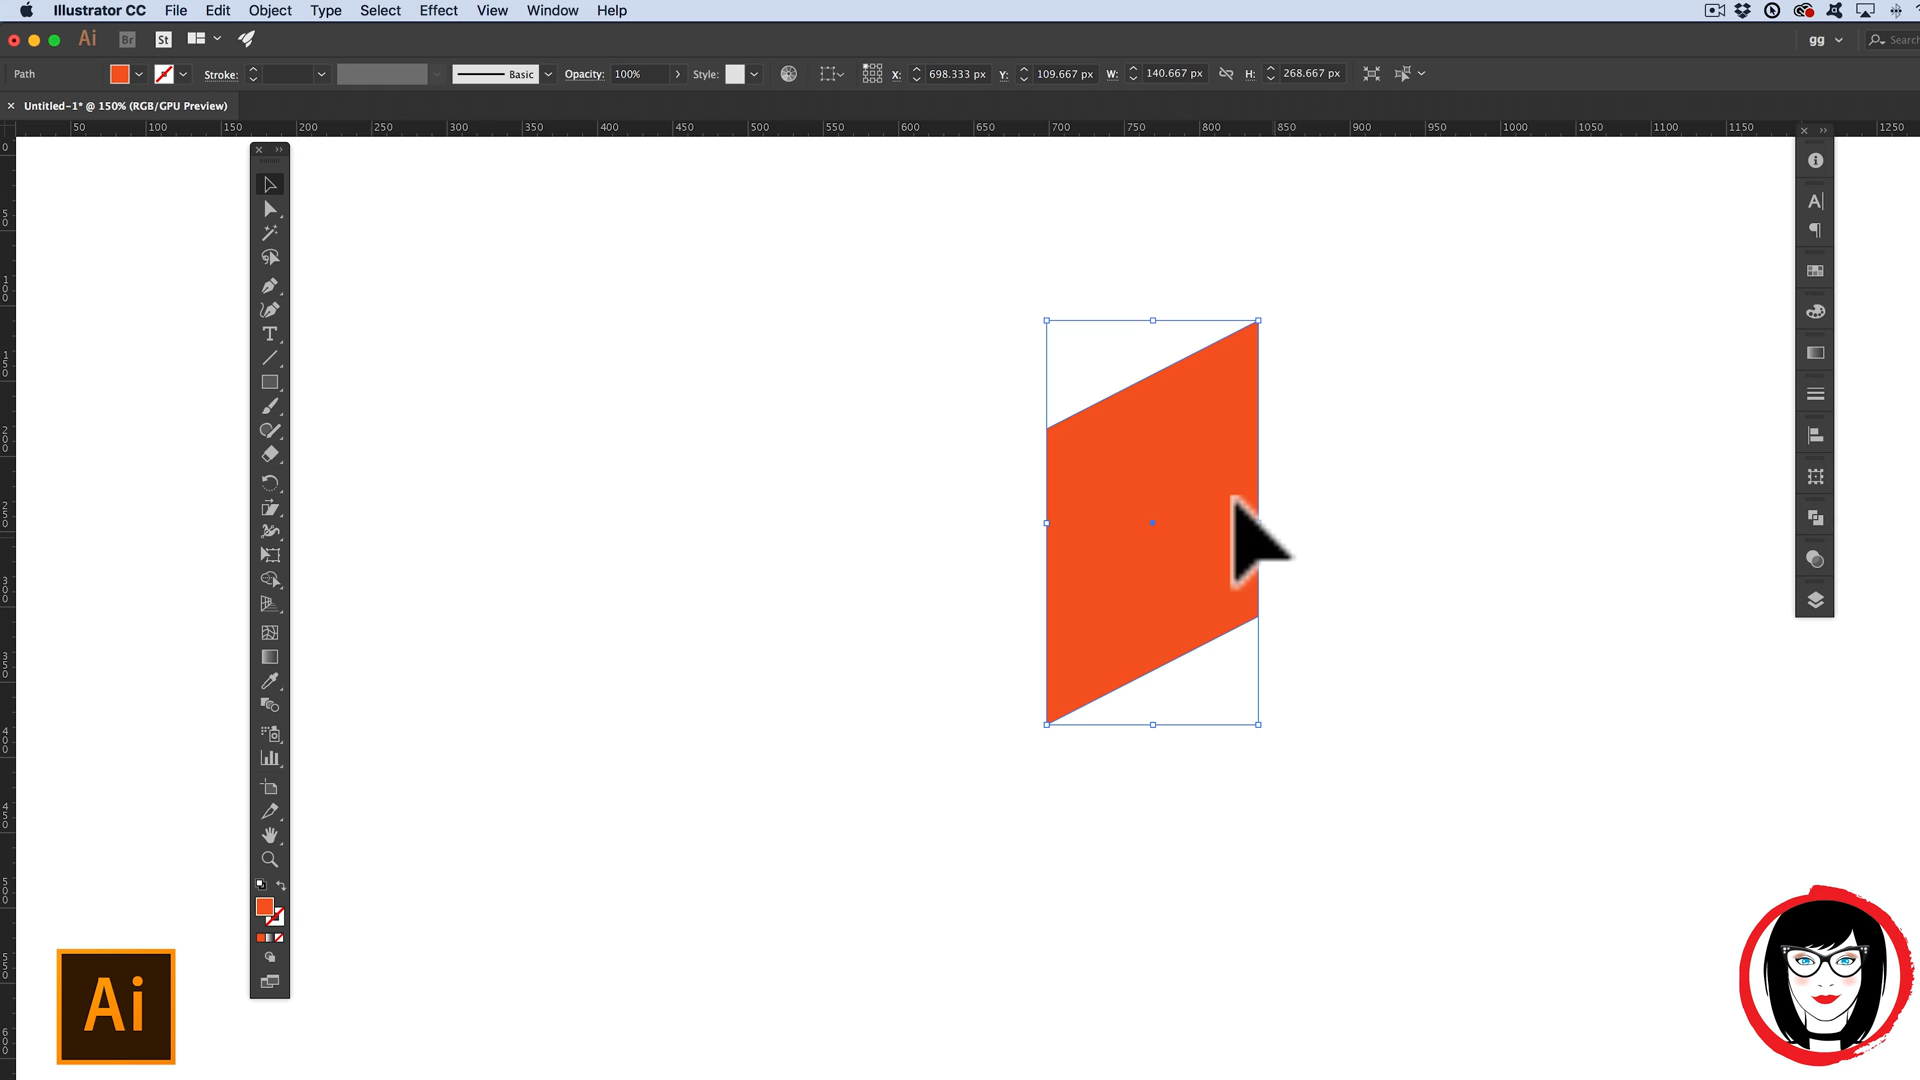 Illustrator CC File Edit Object Type Select Effect View Window Help
Ai Br St gg Search
Path Stroke: Basic Opacity: 100% Style: X: 698.333 px Y: 109.667 px W: 140.667 px H: 268.667 px
× Untitled-1* @ 150% (RGB/GPU Preview)
50 100 150 200 250 300 350 400 450 500 550 600 650 700 750 800 850 900 950 1000 1050 1100 1150 1250
0
50
100
150
200
250
300
350
400
450
500
550
600
Ai